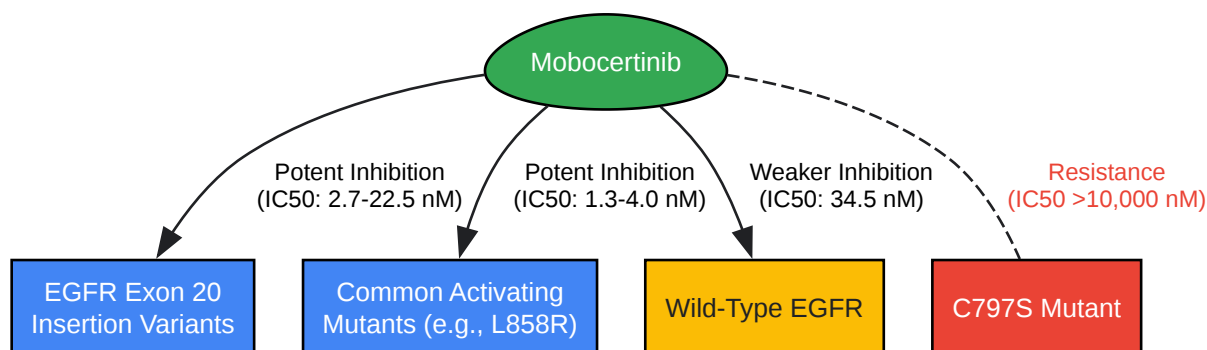 Mobocertinib
Potent Inhibition
(IC50: 2.7-22.5 nM)
Potent Inhibition
(IC50: 1.3-4.0 nM)
Weaker Inhibition
(IC50: 34.5 nM)
Resistance
(IC50 >10,000 nM)
EGFR Exon 20
Insertion Variants
Common Activating
Mutants (e.g., L858R)
Wild-Type EGFR
C797S Mutant